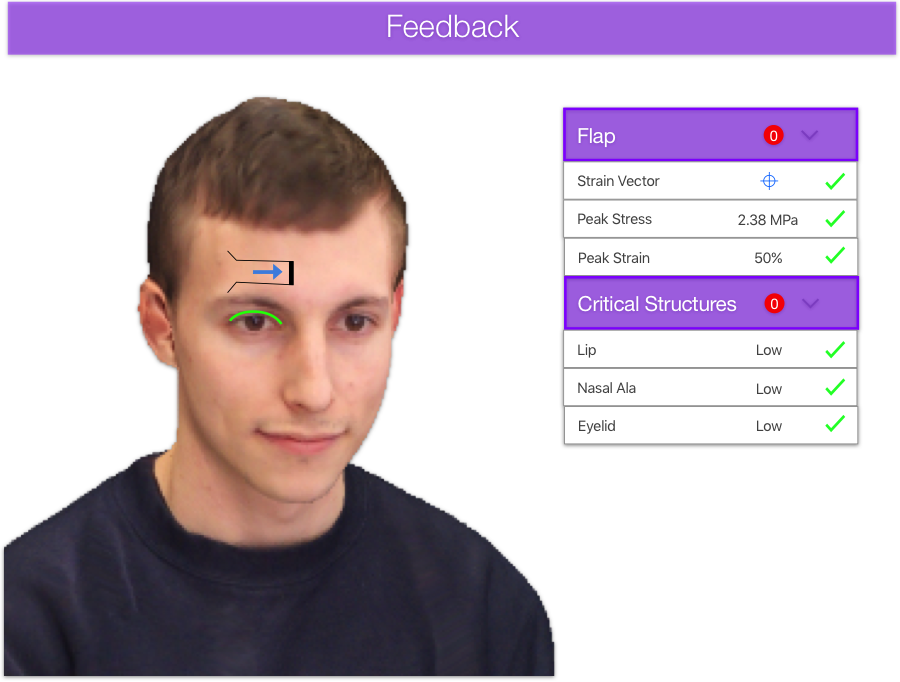 Feedback
Flap 0
Strain Vector
Peak Stress 2.38 MPa
Peak Strain 50%
Critical Structures 0
Lip Low
Nasal Ala Low
Eyelid Low